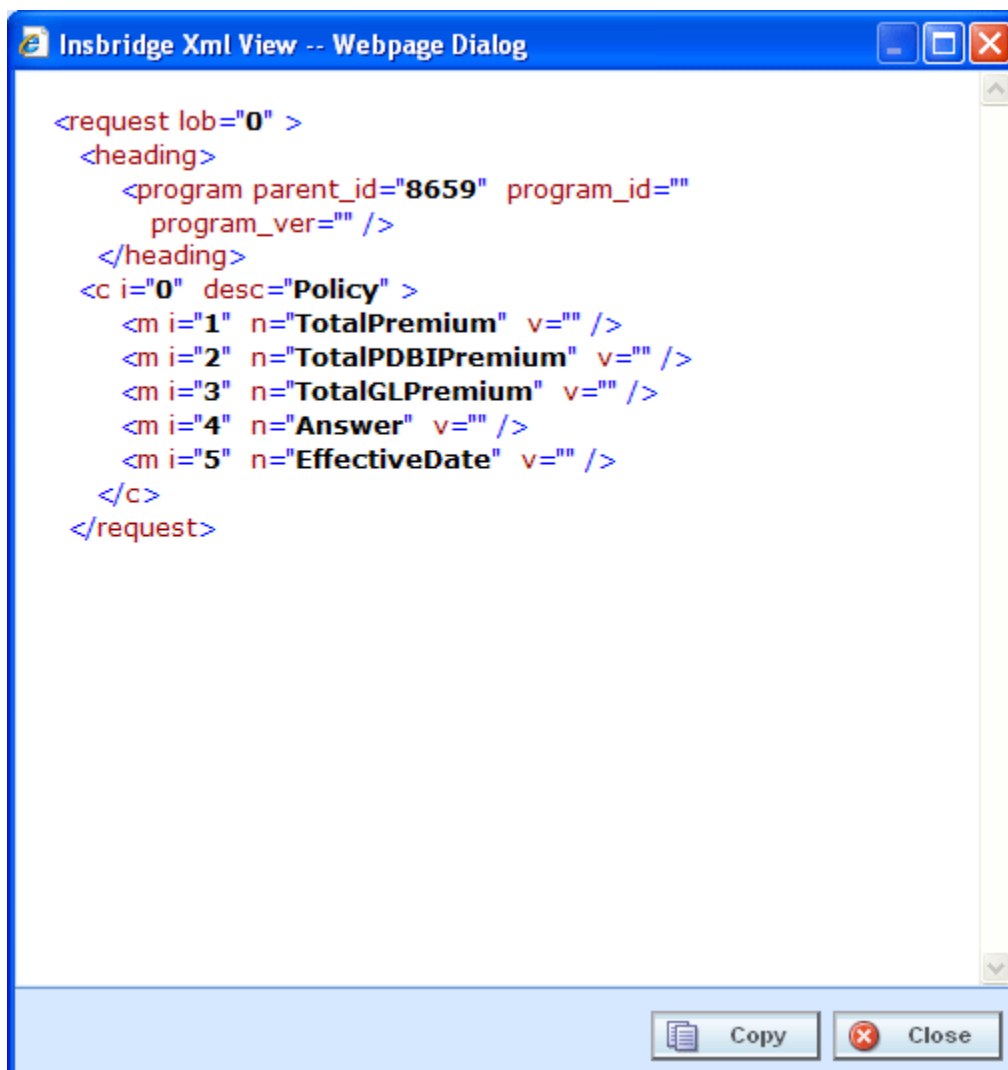 Insbridge Xml View -- Webpage Dialog
<request lob="0" >
<heading>
<program parent_id="8659" program_id=""
program_ver="" />
</heading>
<c i="0" desc="Policy" >
<m i="1" n="TotalPremium" v="" />
<m i="2" n="TotalPDBIPremium" v="" />
<m i="3" n="TotalGLPremium" v="" />
<m i="4" n="Answer" v="" />
<m i="5" n="EffectiveDate" v="" />
</c>
</request>
Copy Close